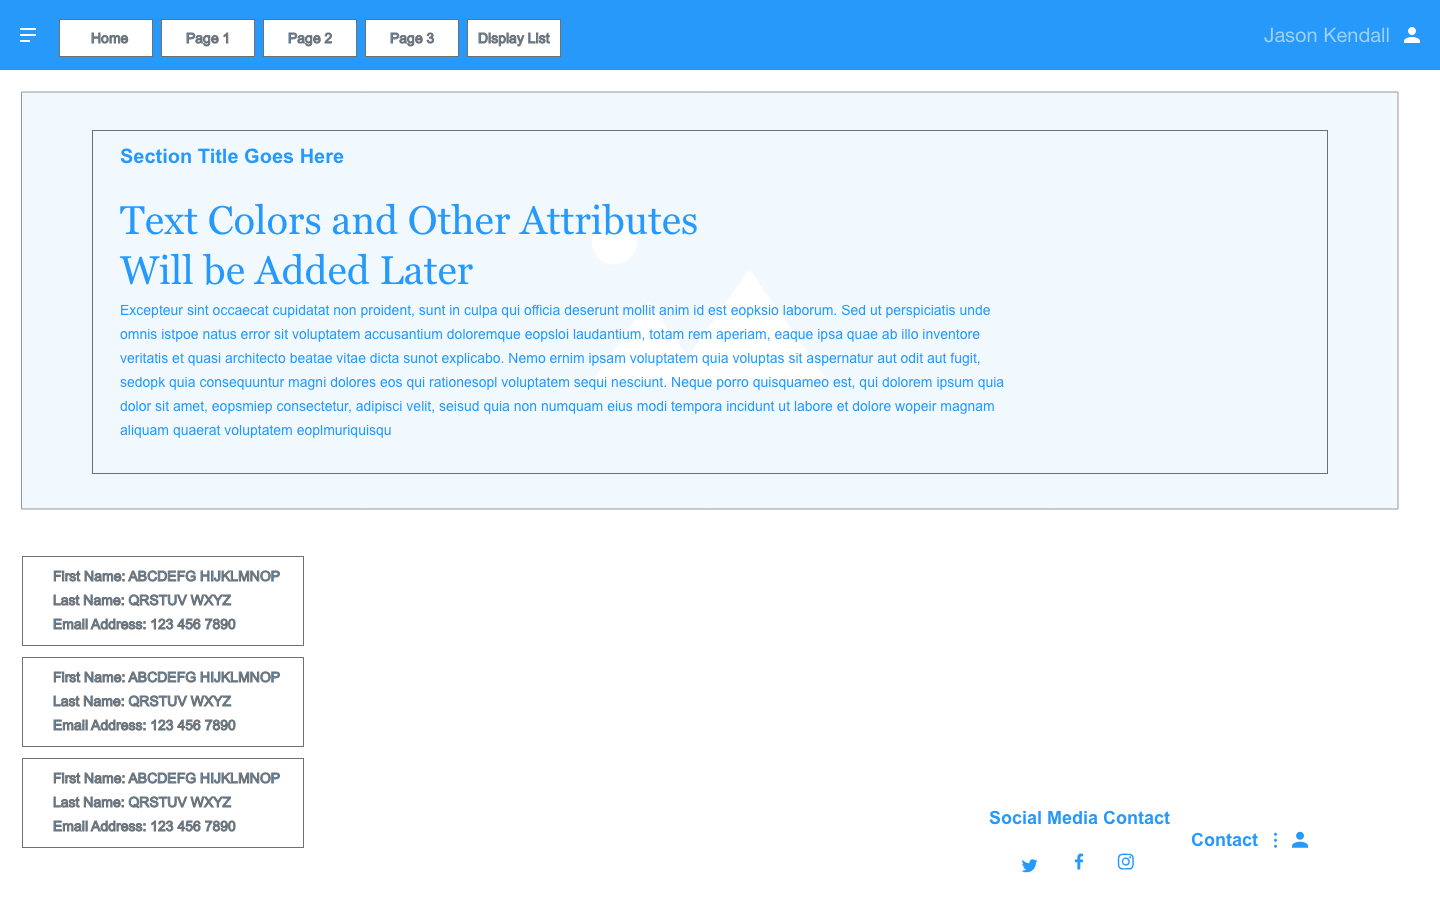 Home Page 1 Page 2 Page 3 Display List Jason Kendall
Section Title Goes Here
Text Colors and Other Attributes
Will be Added Later
Excepteur sint occaecat cupidatat non proident, sunt in culpa qui officia deserunt mollit anim id est eopksio laborum. Sed ut perspiciatis unde
omnis istpoe natus error sit voluptatem accusantium doloremque eopsloi laudantium, totam rem aperiam, eaque ipsa quae ab illo inventore
veritatis et quasi architecto beatae vitae dicta sunot explicabo. Nemo ernim ipsam voluptatem quia voluptas sit aspernatur aut odit aut fugit,
sedopk quia consequuntur magni dolores eos qui rationesopl voluptatem sequi nesciunt. Neque porro quisquameo est, qui dolorem ipsum quia
dolor sit amet, eopsmiep consectetur, adipisci velit, seisud quia non numquam eius modi tempora incidunt ut labore et dolore wopeir magnam
aliquam quaerat voluptatem eoplmuriquisqu
First Name: ABCDEFG HIJKLMNOP
Last Name: QRSTUV WXYZ
Email Address: 123 456 7890
First Name: ABCDEFG HIJKLMNOP
Last Name: QRSTUV WXYZ
Email Address: 123 456 7890
First Name: ABCDEFG HIJKLMNOP
Last Name: QRSTUV WXYZ
Email Address: 123 456 7890
Social Media Contact
Contact